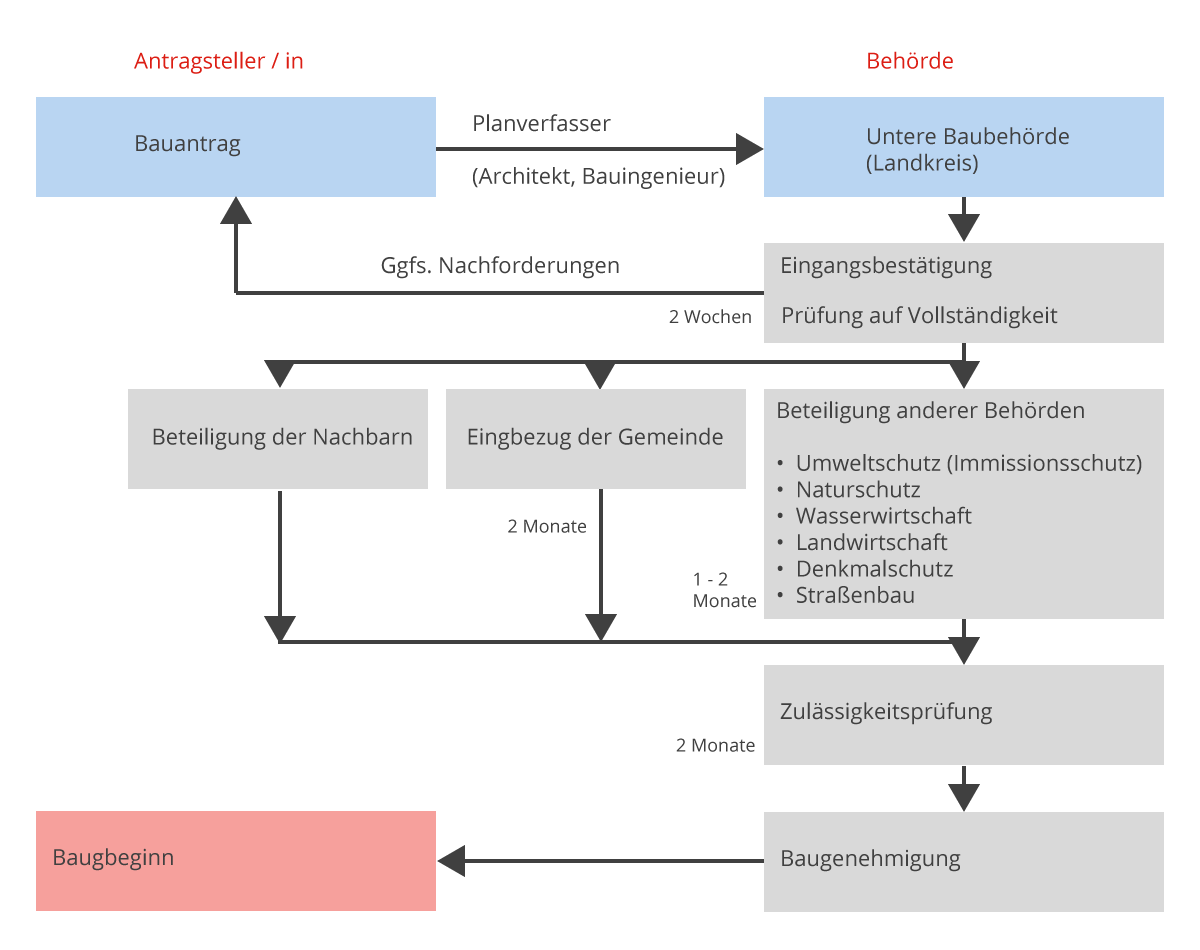 Antragsteller / in
Behörde
Bauantrag
Planverfasser
(Architekt, Bauingenieur)
Untere Baubehörde
(Landkreis)
Ggfs. Nachforderungen
Eingangsbestätigung
2 Wochen
Prüfung auf Vollständigkeit
Beteiligung der Nachbarn
Eingbezug der Gemeinde
Beteiligung anderer Behörden
• Umweltschutz (Immissionsschutz)
• Naturschutz
• Wasserwirtschaft
• Landwirtschaft
• Denkmalschutz
• Straßenbau
2 Monate
1 - 2
Monate
Zulässigkeitsprüfung
2 Monate
Baugbeginn
Baugenehmigung